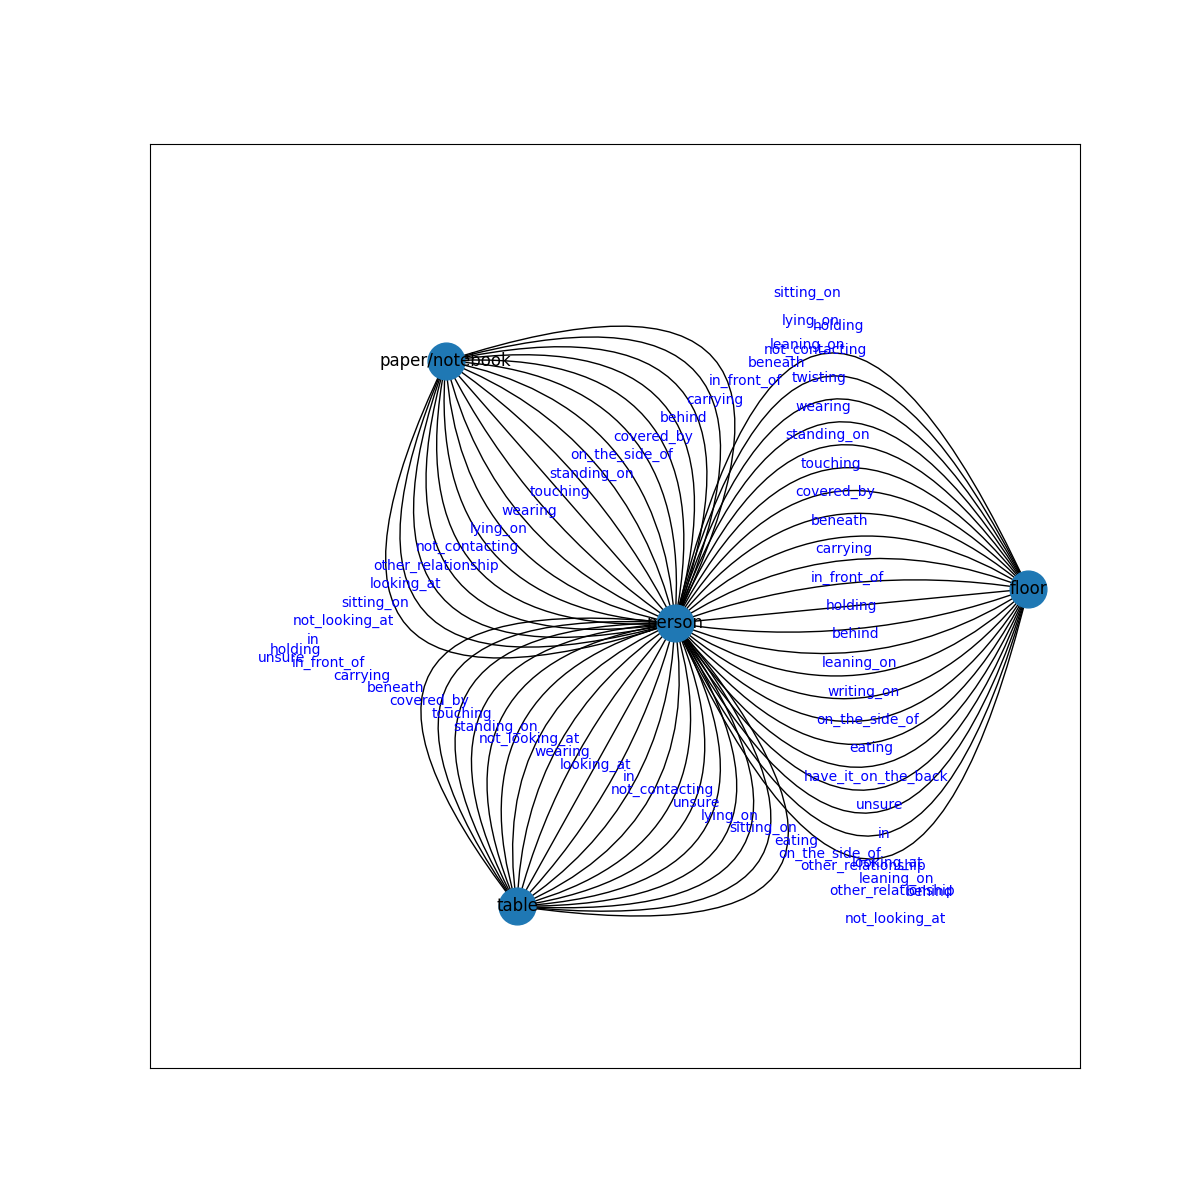 sitting_on
lying_on
holding
leaning_on
not_contacting
paper/notebook
beneath
in_front_of
twisting
carrying
wearing
behind
covered_by
standing_on
on_the_side_of
touching
standing_on
touching
covered_by
wearing
beneath
lying_on
not_contacting
carrying
other_relationship
looking_at
in_front_of
floor
sitting_on
holding
not_looking_at
person
behind
in
holding
unsure
in_front_of
leaning_on
carrying
beneath
writing_on
covered_by
touching
on_the_side_of
standing_on
not_looking_at
eating
wearing
looking_at
in
have_it_on_the_back
not_contacting
unsure
unsure
lying_on
sitting_on
in
eating
on_the_side_of
looking_at
other_relationship
leaning_on
other_relationship
behind
table
not_looking_at